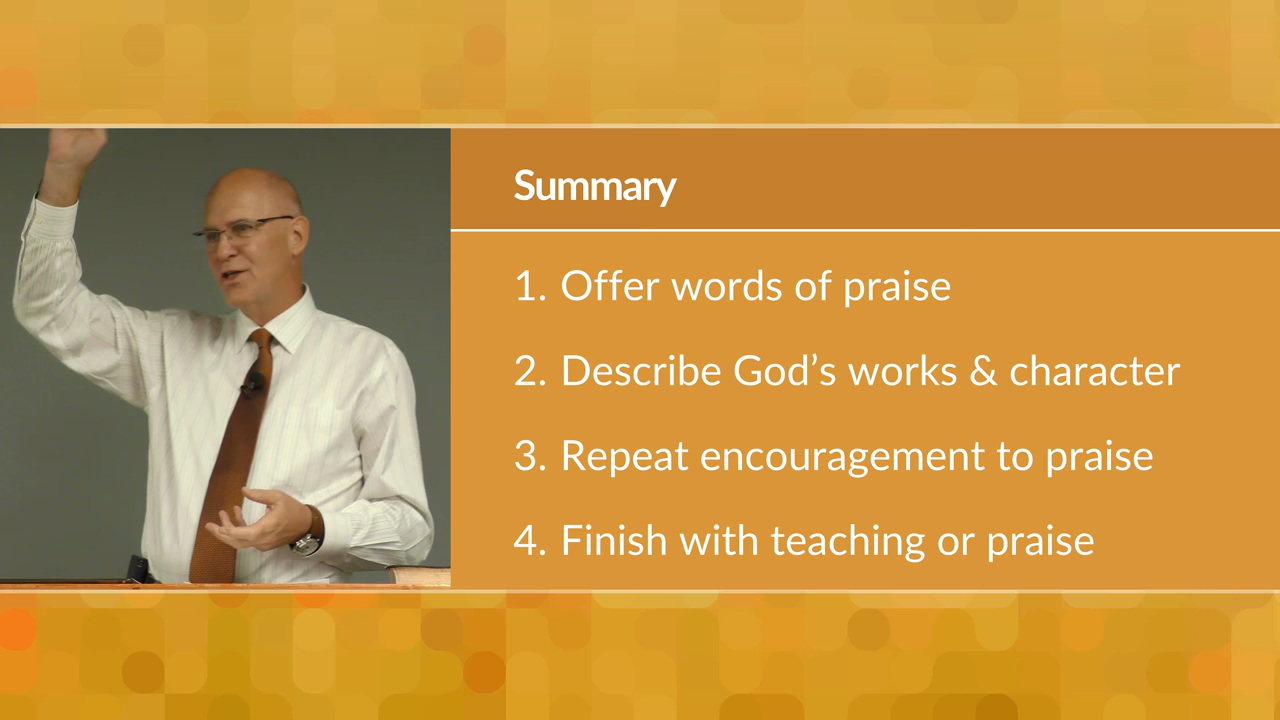 Summary
1. Offer words of praise
2. Describe God’s works & character
3. Repeat encouragement to praise
4. Finish with teaching or praise